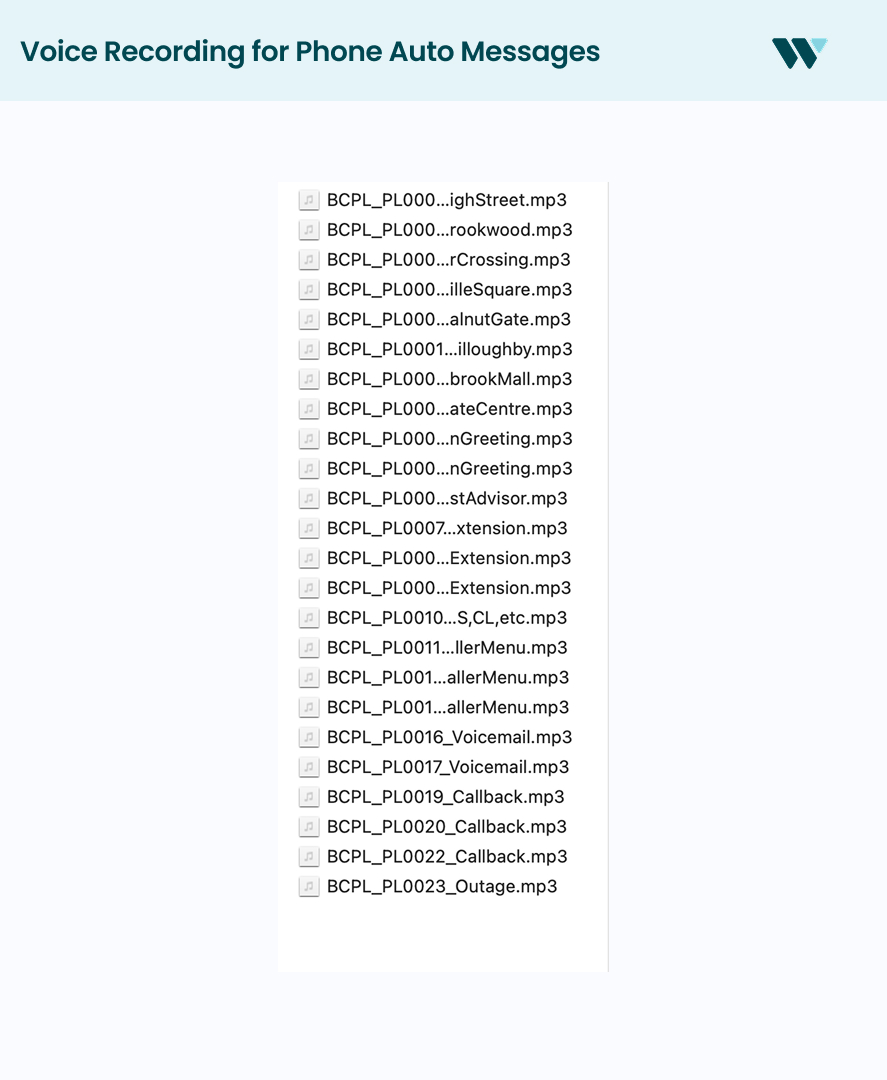 Voice Recording for Phone Auto Messages
BCPL_PL000...ighStreet.mp3
BCPL_PL000...rookwood.mp3
BCPL_PL000...rCrossing.mp3
BCPL_PL000...illeSquare.mp3
BCPL_PL000...alnutGate.mp3
BCPL_PL0001...illoughby.mp3
BCPL_PL000...brookMall.mp3
BCPL_PL000...ateCentre.mp3
BCPL_PL000...nGreeting.mp3
BCPL_PL000...nGreeting.mp3
BCPL_PL000...stAdvisor.mp3
BCPL_PL0007...xtension.mp3
BCPL_PL000...Extension.mp3
BCPL_PL000...Extension.mp3
BCPL_PL0010...S,CL,etc.mp3
BCPL_PL0011...llerMenu.mp3
BCPL_PL001...allerMenu.mp3
BCPL_PL001...allerMenu.mp3
BCPL_PL0016_Voicemail.mp3
BCPL_PL0017_Voicemail.mp3
BCPL_PL0019_Callback.mp3
BCPL_PL0020_Callback.mp3
BCPL_PL0022_Callback.mp3
BCPL_PL0023_Outage.mp3